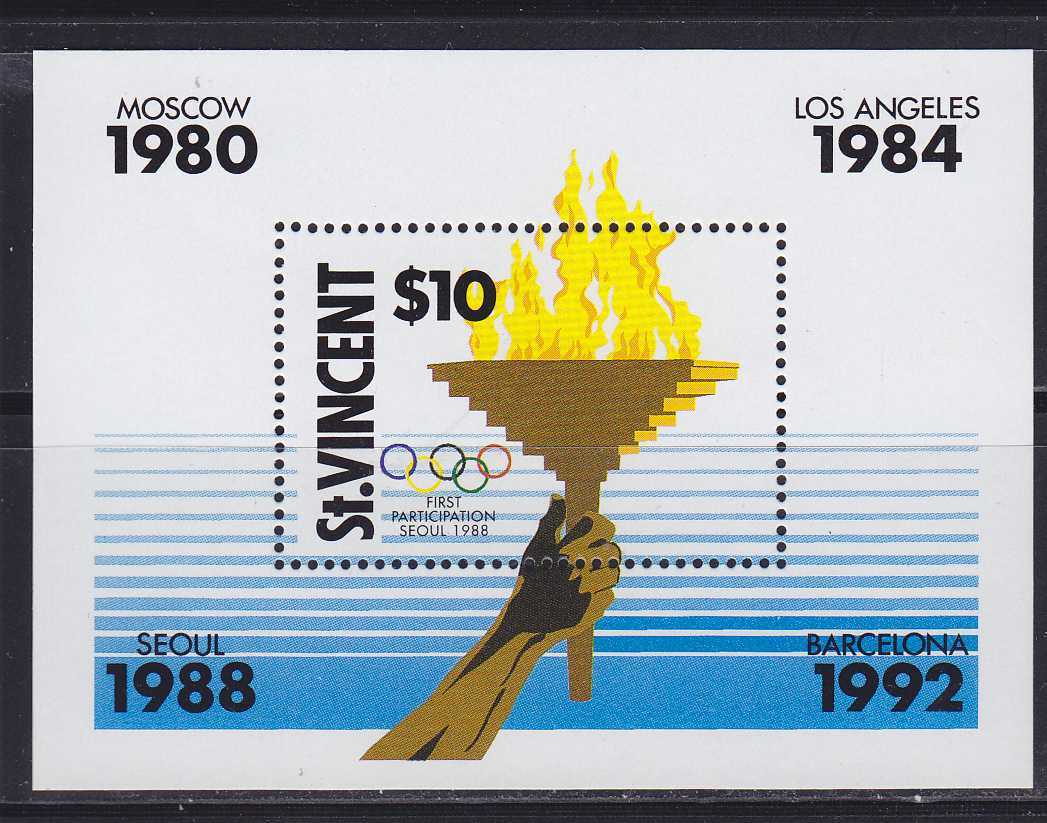 MOSCOW
1980
LOS ANGELES
1984
St.VINCENT
$10
FIRST
PARTICIPATION
SEOUL 1988
SEOUL
1988
BARCELONA
1992